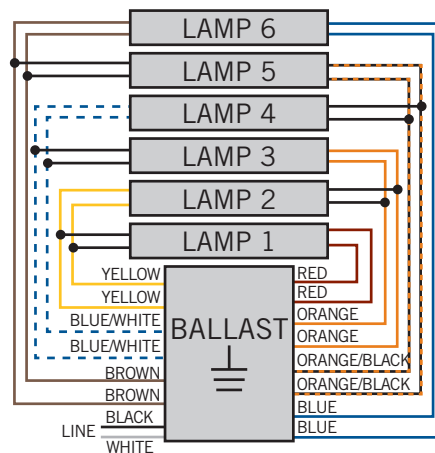 LAMP 6
LAMP 5
LAMP 4
LAMP 3
LAMP 2
LAMP 1
YELLOW
YELLOW
BLUE/WHITE
BLUE/WHITE
BROWN
BROWN
BLACK
LINE
WHITE
BALLAST
RED
RED
ORANGE
ORANGE
ORANGE/BLACK
ORANGE/BLACK
BLUE
BLUE